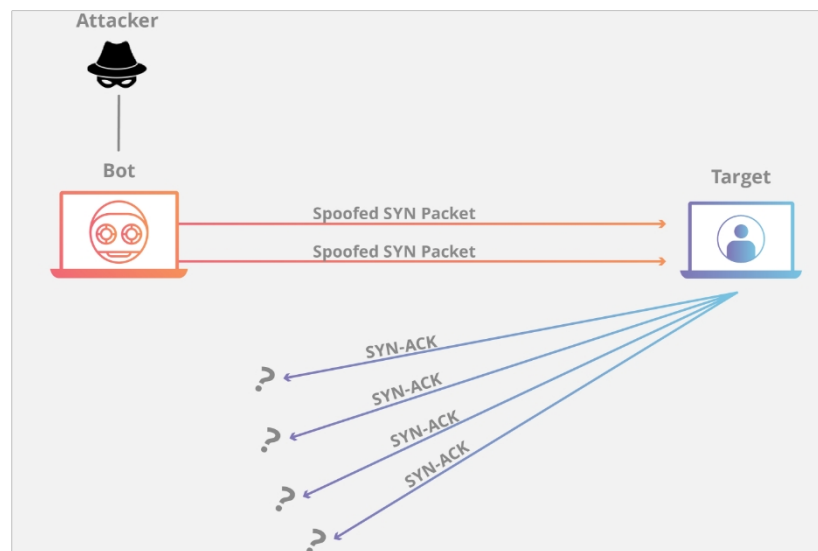 Attacker
Bot
Target
Spoofed SYN Packet
Spoofed SYN Packet
SYN-ACK
?
SYN-ACK
?
SYN-ACK
?
SYN-ACK
?